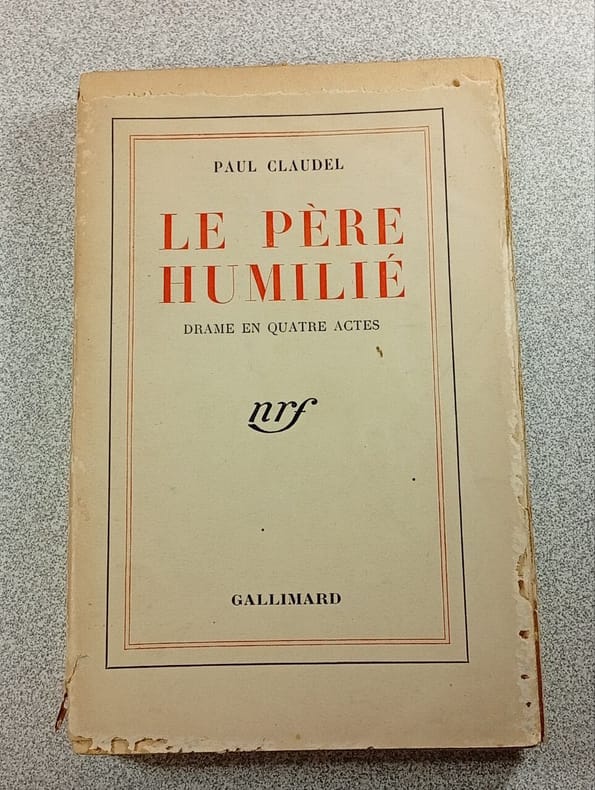 PAUL CLAUDEL
LE PÈRE
HUMILIÉ
DRAME EN QUATRE ACTES
nrf
GALLIMARD